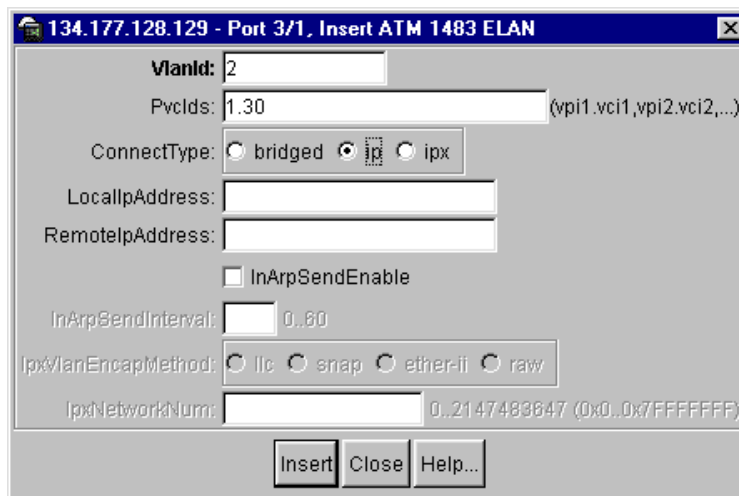 134.177.128.129 - Port 3/1, Insert ATM 1483 ELAN
VlanId: 2
PvcIds: 1.30 (vpi1.vci1,vpi2.vci2,...)
ConnectType: bridged ip ipx
LocalIpAddress:
RemoteIpAddress:
InArpSendEnable
InArpSendInterval: 0..60
IpxVlanEncapMethod: llc snap ether-ii raw
IpxNetworkNum: 0..2147483647 (0x0..0x7FFFFFFF)
Insert Close Help...